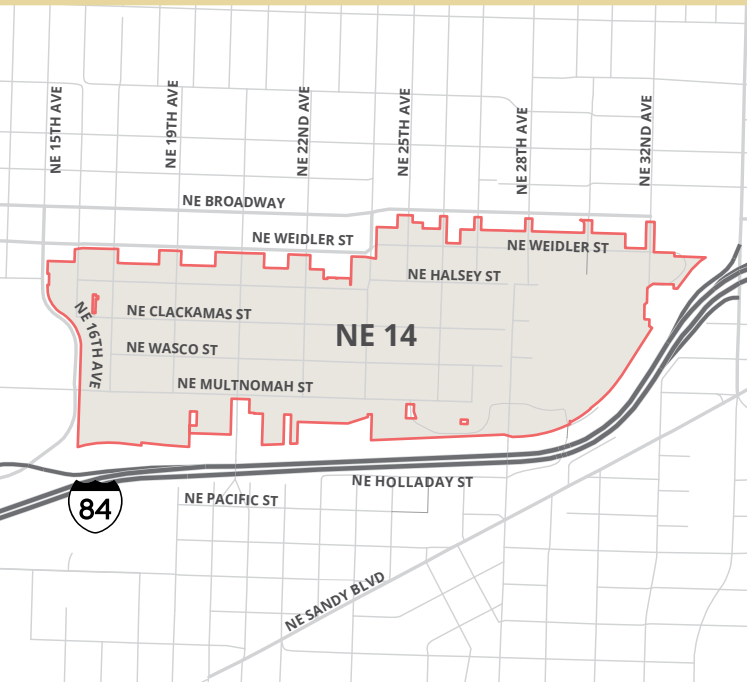 NE 15TH AVE
NE 19TH AVE
NE 22ND AVE
NE 25TH AVE
NE 28TH AVE
NE 32ND AVE
NE BROADWAY
NE WEIDLER ST
NE WEIDLER ST
NE HALSEY ST
NE 16TH AVE
NE CLACKAMAS ST
NE 14
NE WASCO ST
NE MULTNOMAH ST
NE HOLLADAY ST
NE PACIFIC ST
84
NE SANDY BLVD